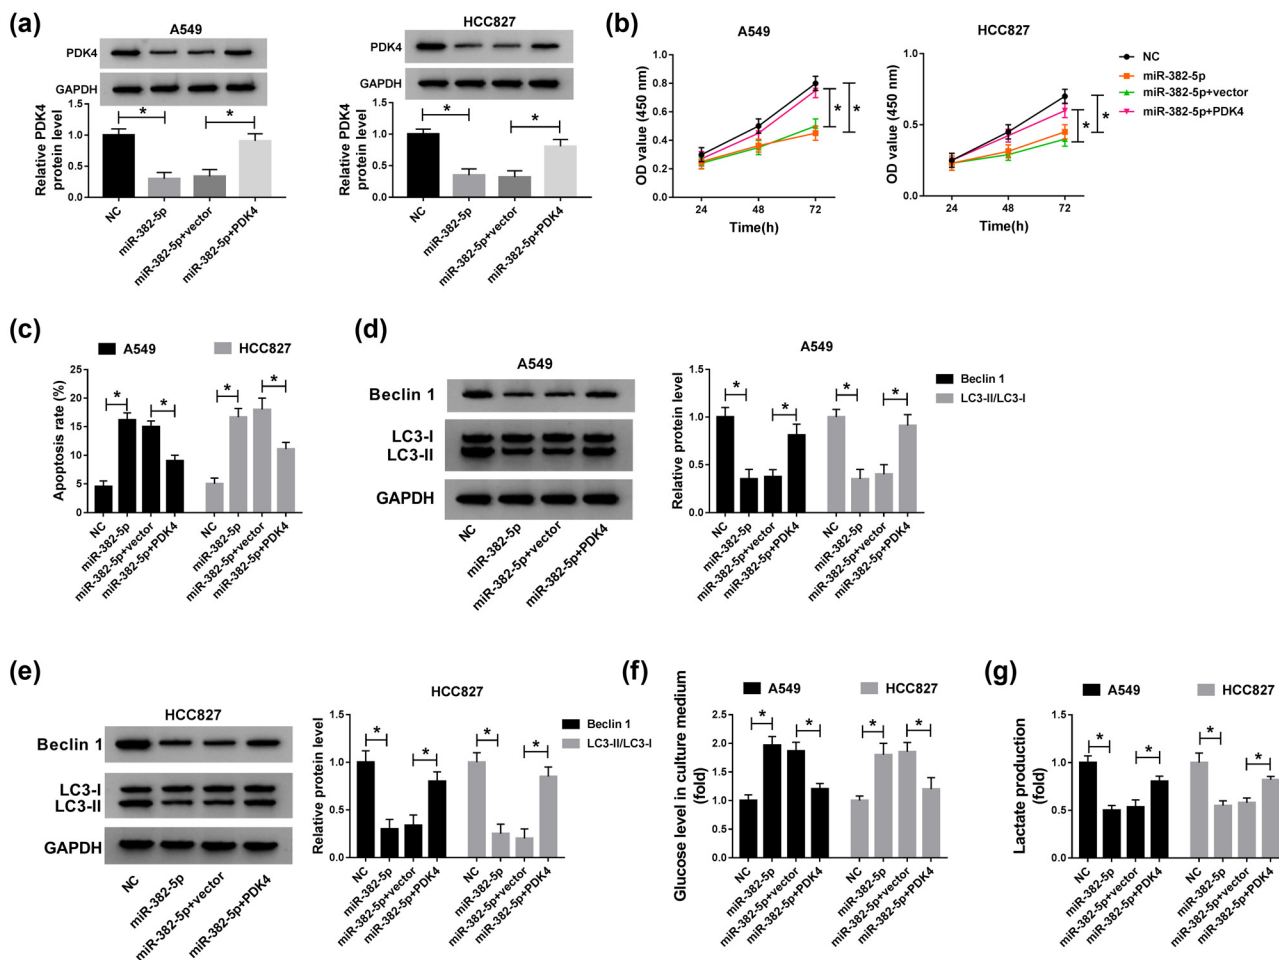 (a)
A549
PDK4
GAPDH
Relative PDK4
protein level
1.5
1.0
0.5
0.0
*
*
NC
miR-382-5p
miR-382-5p+vector
miR-382-5p+PDK4
HCC827
PDK4
GAPDH
Relative PDK4
protein level
1.5
1.0
0.5
0.0
*
*
NC
miR-382-5p
miR-382-5p+vector
miR-382-5p+PDK4
(b)
A549
OD value (450 nm)
1.0
0.8
0.6
0.4
0.2
0.0
24
48
72
Time(h)
*
*
HCC827
OD value (450 nm)
1.0
0.5
0.0
24
48
72
Time(h)
*
*
NC
miR-382-5p
miR-382-5p+vector
miR-382-5p+PDK4
(c)
A549
HCC827
Apoptosis rate (%)
25
20
15
10
5
0
*
*
*
*
NC
miR-382-5p
miR-382-5p+vector
miR-382-5p+PDK4
NC
miR-382-5p
miR-382-5p+vector
miR-382-5p+PDK4
(d)
A549
Beclin 1
LC3-I
LC3-II
GAPDH
NC
miR-382-5p
miR-382-5p+vector
miR-382-5p+PDK4
A549
Beclin 1
LC3-II/LC3-I
Relative protein level
1.5
1.0
0.5
0.0
*
*
*
*
NC
miR-382-5p
miR-382-5p+vector
miR-382-5p+PDK4
NC
miR-382-5p
miR-382-5p+vector
miR-382-5p+PDK4
(e)
HCC827
Beclin 1
LC3-I
LC3-II
GAPDH
NC
miR-382-5p
miR-382-5p+vector
miR-382-5p+PDK4
HCC827
Beclin 1
LC3-II/LC3-I
Relative protein level
1.5
1.0
0.5
0.0
*
*
*
*
NC
miR-382-5p
miR-382-5p+vector
miR-382-5p+PDK4
NC
miR-382-5p
miR-382-5p+vector
miR-382-5p+PDK4
(f)
A549
HCC827
Glucose level in culture medium
(fold)
2.5
2.0
1.5
1.0
0.5
0.0
*
*
*
*
NC
miR-382-5p
miR-382-5p+vector
miR-382-5p+PDK4
NC
miR-382-5p
miR-382-5p+vector
miR-382-5p+PDK4
(g)
A549
HCC827
Lactate production
(fold)
1.5
1.0
0.5
0.0
*
*
*
*
NC
miR-382-5p
miR-382-5p+vector
miR-382-5p+PDK4
NC
miR-382-5p
miR-382-5p+vector
miR-382-5p+PDK4